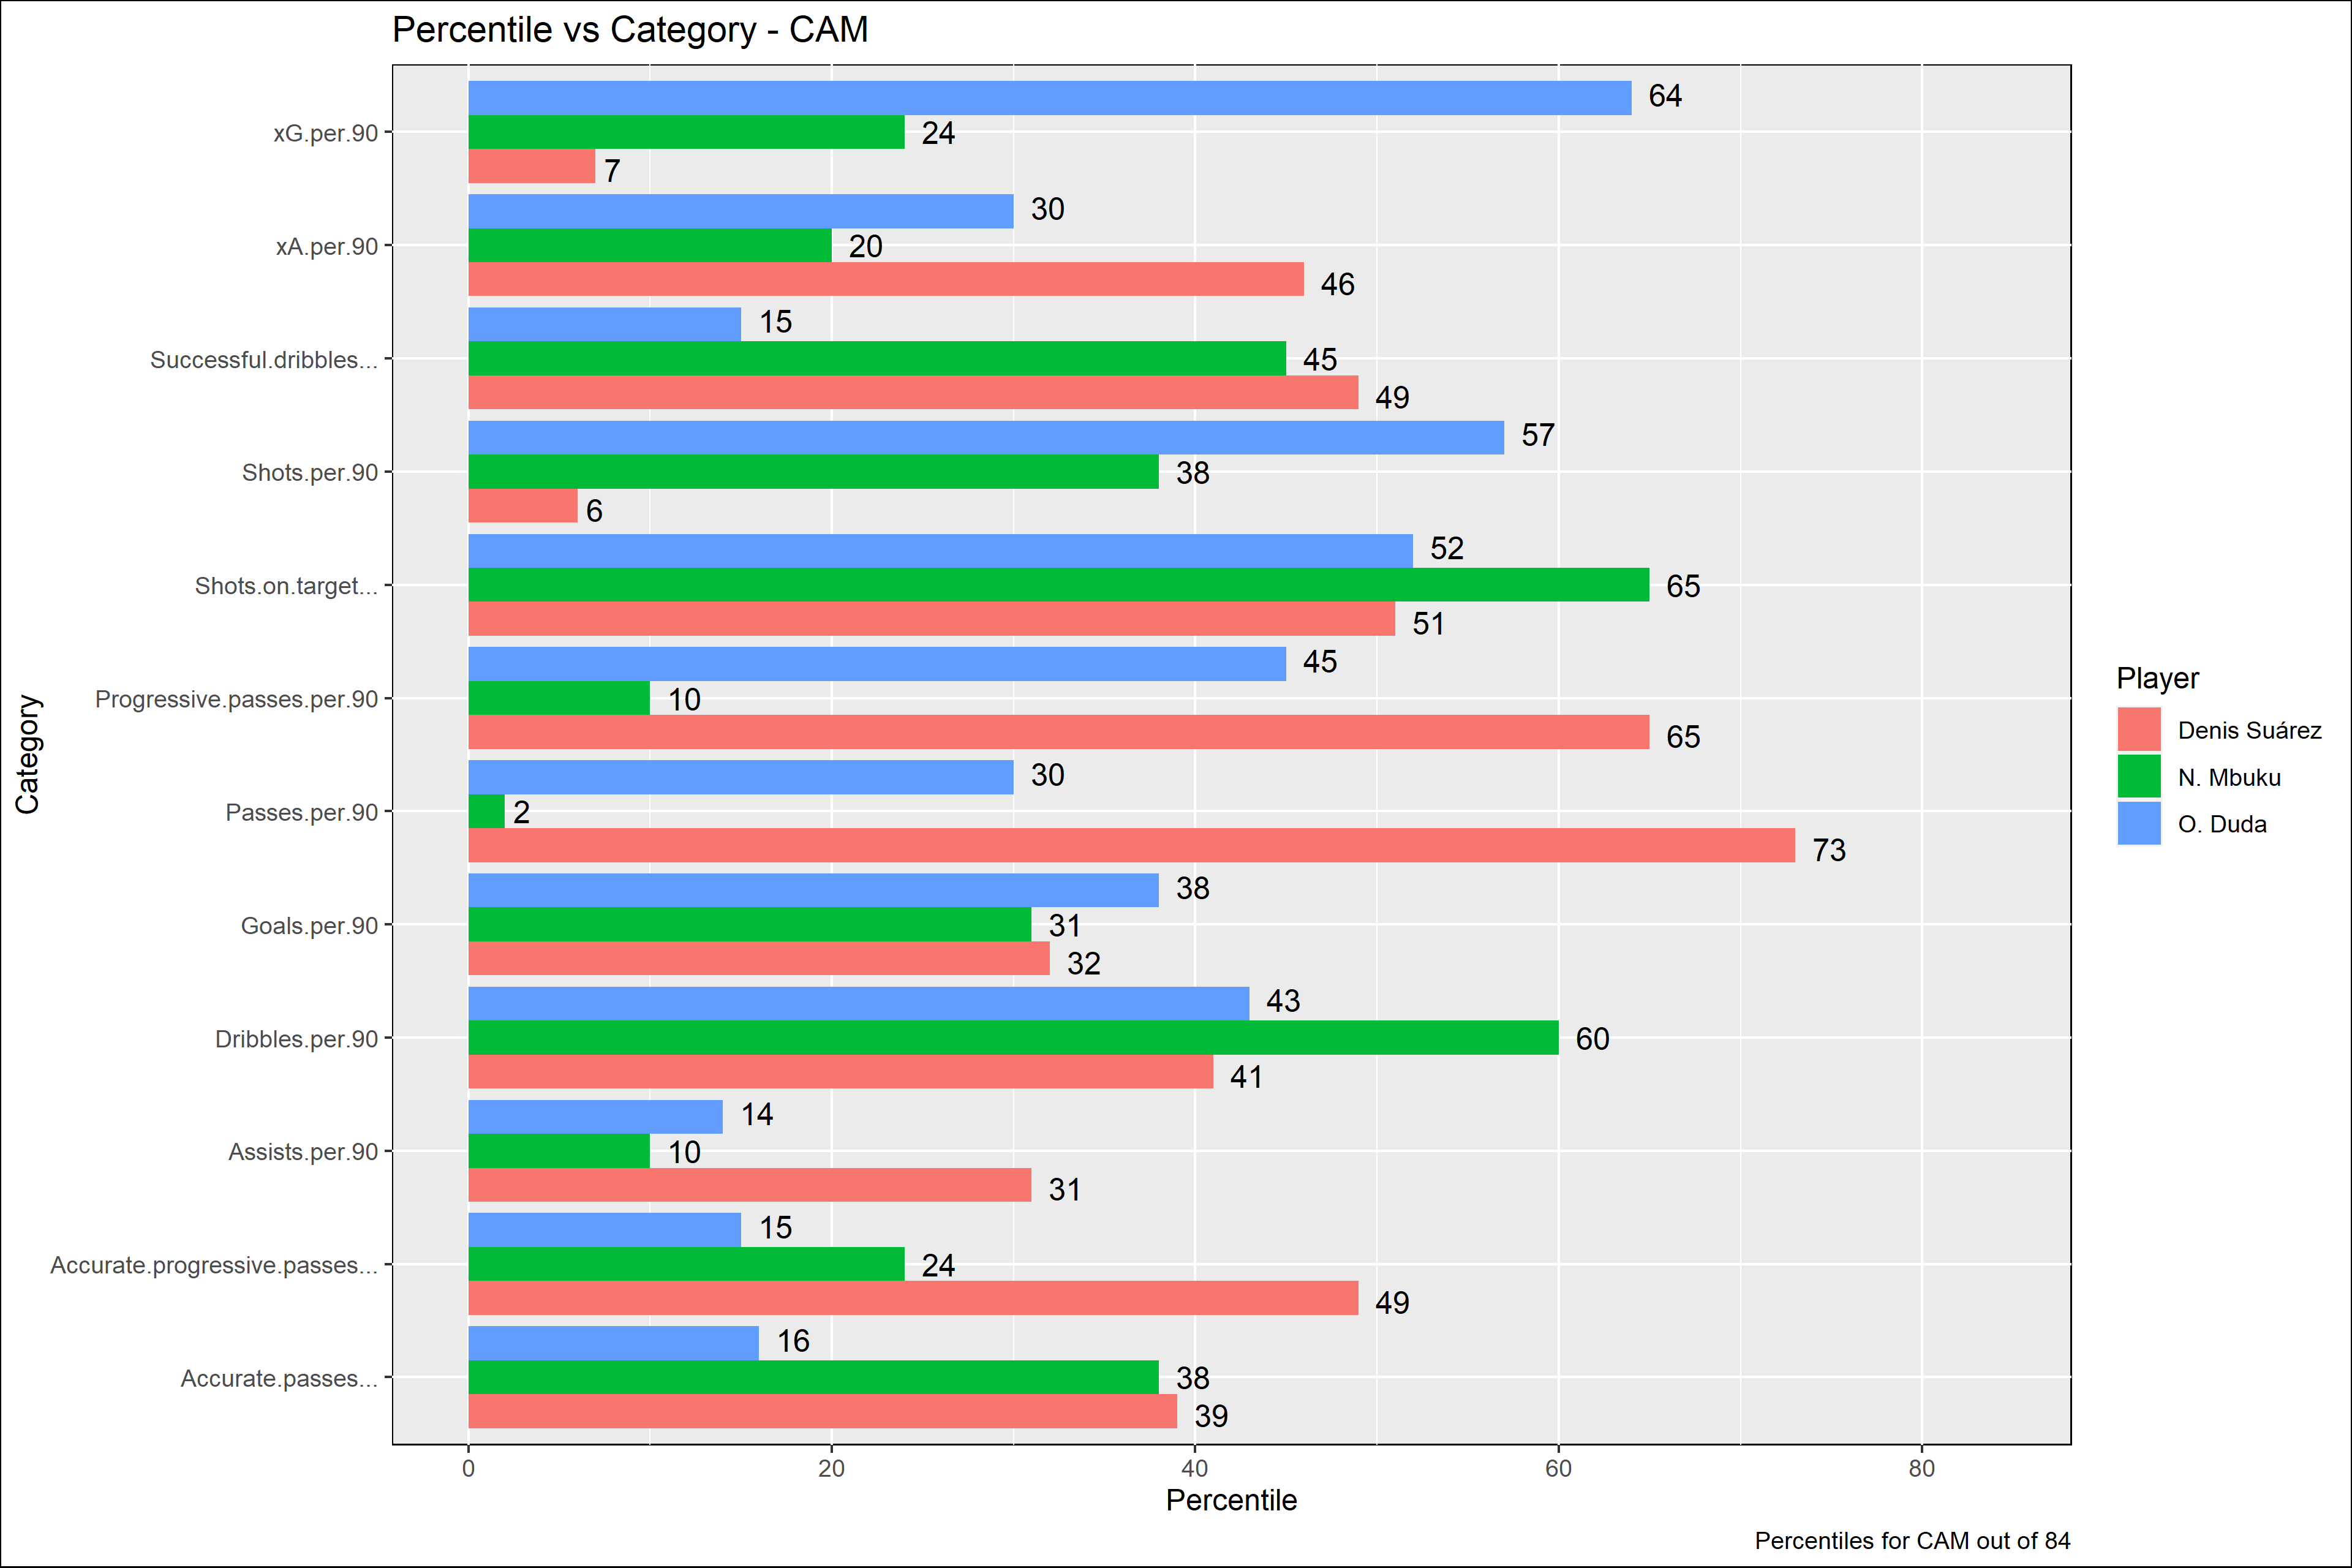 Percentile vs Category - CAM
xG.per.90
64
24
7
xA.per.90
30
20
46
Successful.dribbles...
15
45
49
Shots.per.90
57
38
6
Shots.on.target...
52
65
51
Progressive.passes.per.90
45
10
65
Passes.per.90
30
2
73
Goals.per.90
38
31
32
Dribbles.per.90
43
60
41
Assists.per.90
14
10
31
Accurate.progressive.passes...
15
24
49
Accurate.passes...
16
38
39
Category
0 20 40 60 80
Percentile
Player
Denis Suárez
N. Mbuku
O. Duda
Percentiles for CAM out of 84